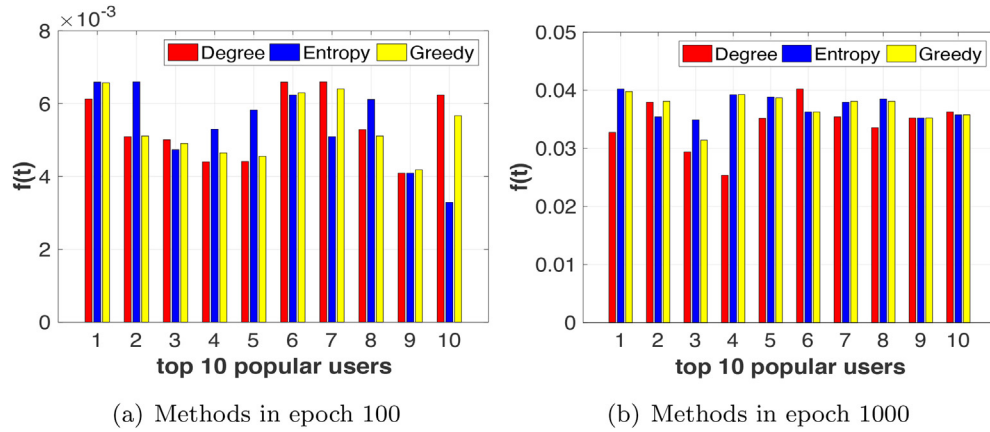 ×10⁻³
Degree Entropy Greedy
8
6
4
2
0
f(t)
1 2 3 4 5 6 7 8 9 10
top 10 popular users
(a) Methods in epoch 100
Degree Entropy Greedy
0.05
0.04
0.03
0.02
0.01
0
f(t)
1 2 3 4 5 6 7 8 9 10
top 10 popular users
(b) Methods in epoch 1000